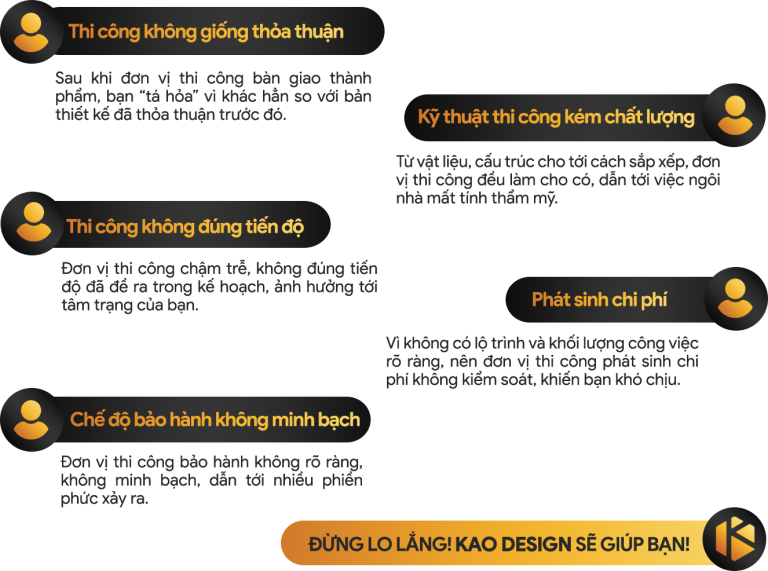 Thi công không giống thỏa thuận
Sau khi đơn vị thi công bàn giao thành
phẩm, bạn “tá hỏa” vì khác hẳn so với bản
thiết kế đã thỏa thuận trước đó.
Kỹ thuật thi công kém chất lượng
Từ vật liệu, cấu trúc cho tới cách sắp xếp, đơn
vị thi công đều làm cho có, dẫn tới việc ngôi
nhà mất tính thẩm mỹ.
Thi công không đúng tiến độ
Đơn vị thi công chậm trễ, không đúng tiến
độ đã để ra trong kế hoạch, ảnh hưởng tới
tâm trạng của bạn.
Phát sinh chi phí
Vì không có lộ trình và khối lượng công việc
rõ ràng, nên đơn vị thi công phát sinh chi
phí không kiểm soát, khiến bạn khó chịu.
Chế độ bảo hành không minh bạch
Đơn vị thi công bảo hành không rõ ràng,
không minh bạch, dẫn tới nhiều phiền
phức xảy ra.
ĐỪNG LO LẮNG! KAO DESIGN SẼ GIÚP BẠN!